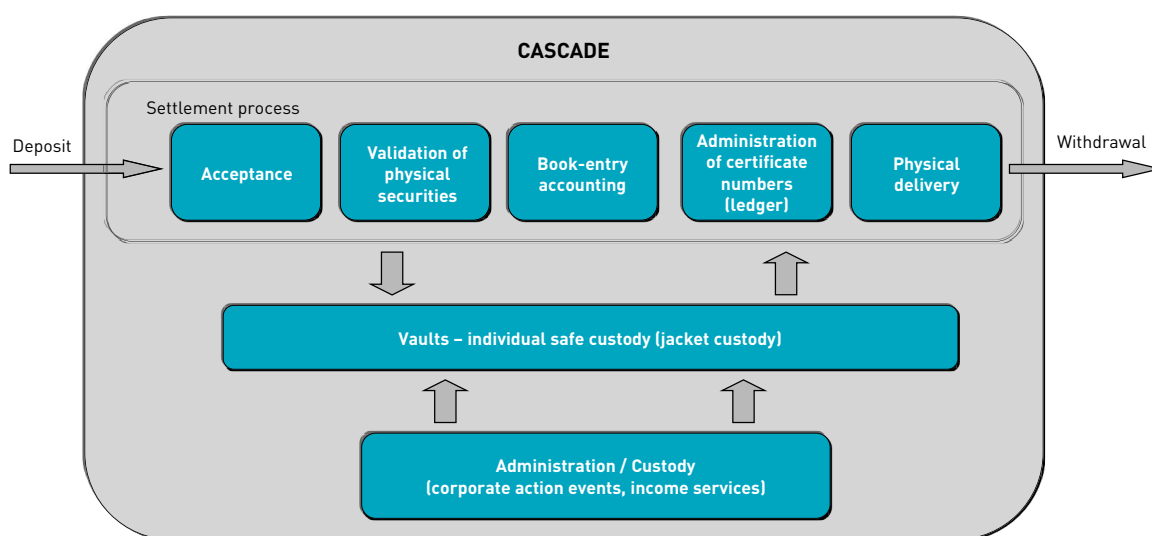 CASCADE
Settlement process
Deposit
Acceptance
Validation of
physical
securities
Book-entry
accounting
Administration
of certificate
numbers
(ledger)
Physical
delivery
Withdrawal
Vaults – individual safe custody (jacket custody)
Administration / Custody
(corporate action events, income services)